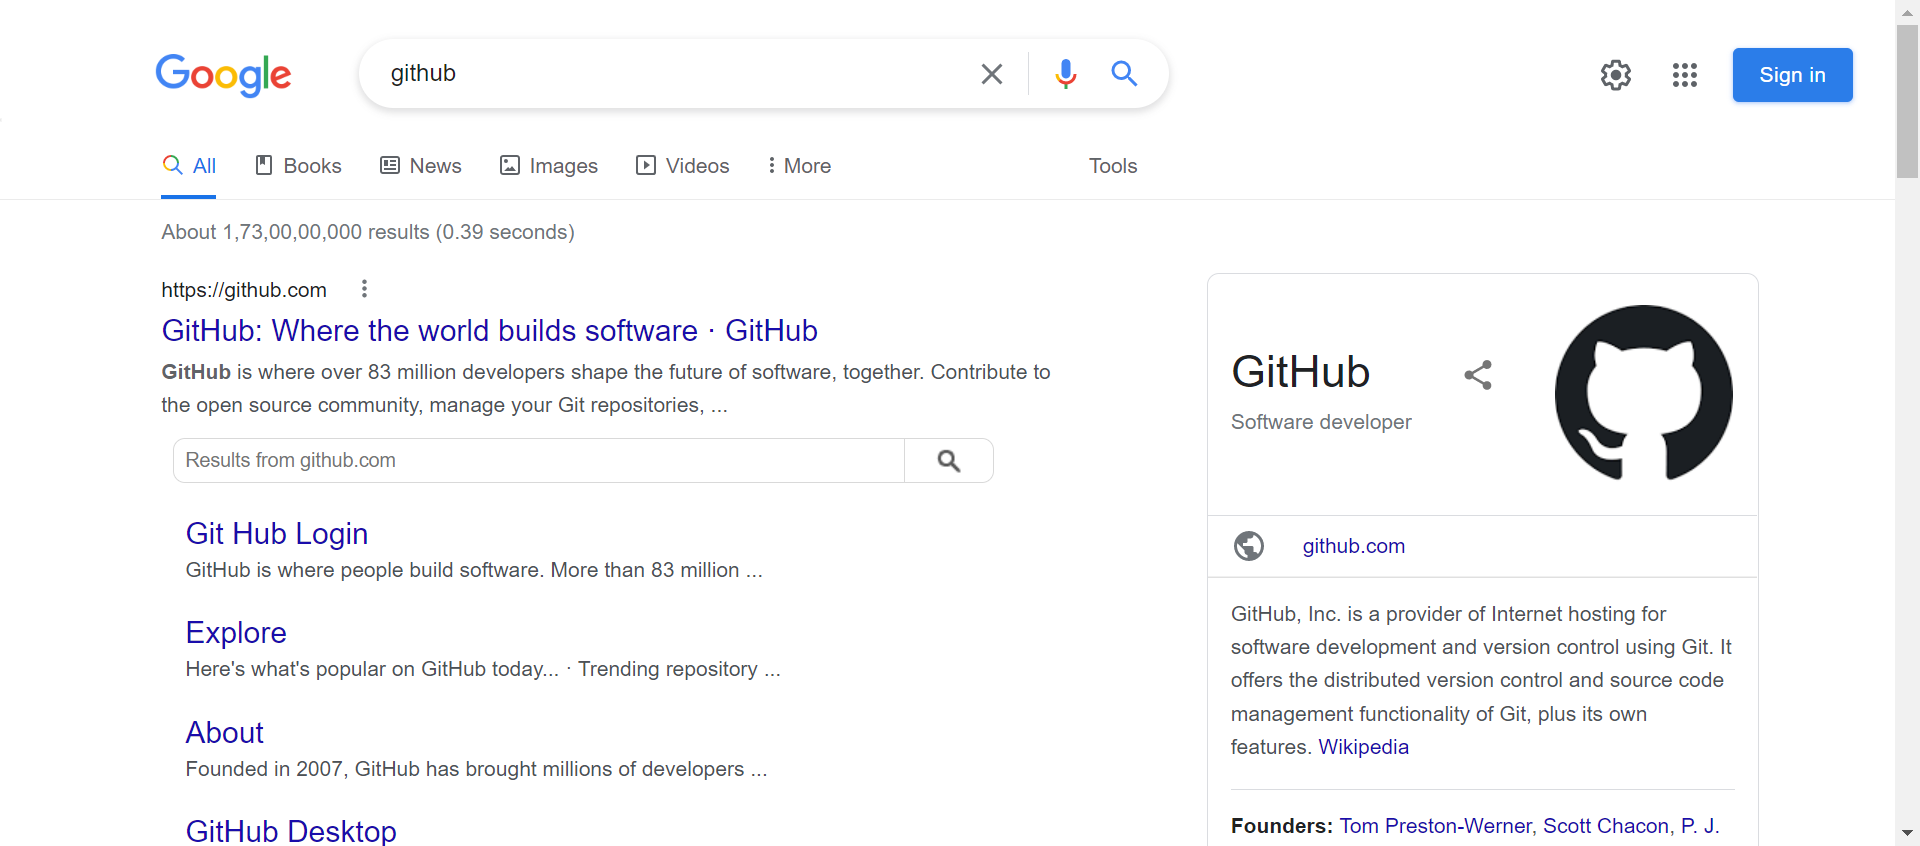 Google
github
Sign in
All
Books
News
Images
Videos
More
Tools
About 1,73,00,00,000 results (0.39 seconds)
https://github.com
GitHub: Where the world builds software · GitHub
GitHub is where over 83 million developers shape the future of software, together. Contribute to
the open source community, manage your Git repositories, ...
Results from github.com
Git Hub Login
GitHub is where people build software. More than 83 million ...
Explore
Here's what's popular on GitHub today... · Trending repository ...
About
Founded in 2007, GitHub has brought millions of developers ...
GitHub Desktop
GitHub
Software developer
github.com
GitHub, Inc. is a provider of Internet hosting for
software development and version control using Git. It
offers the distributed version control and source code
management functionality of Git, plus its own
features. Wikipedia
Founders: Tom Preston-Werner, Scott Chacon, P. J.